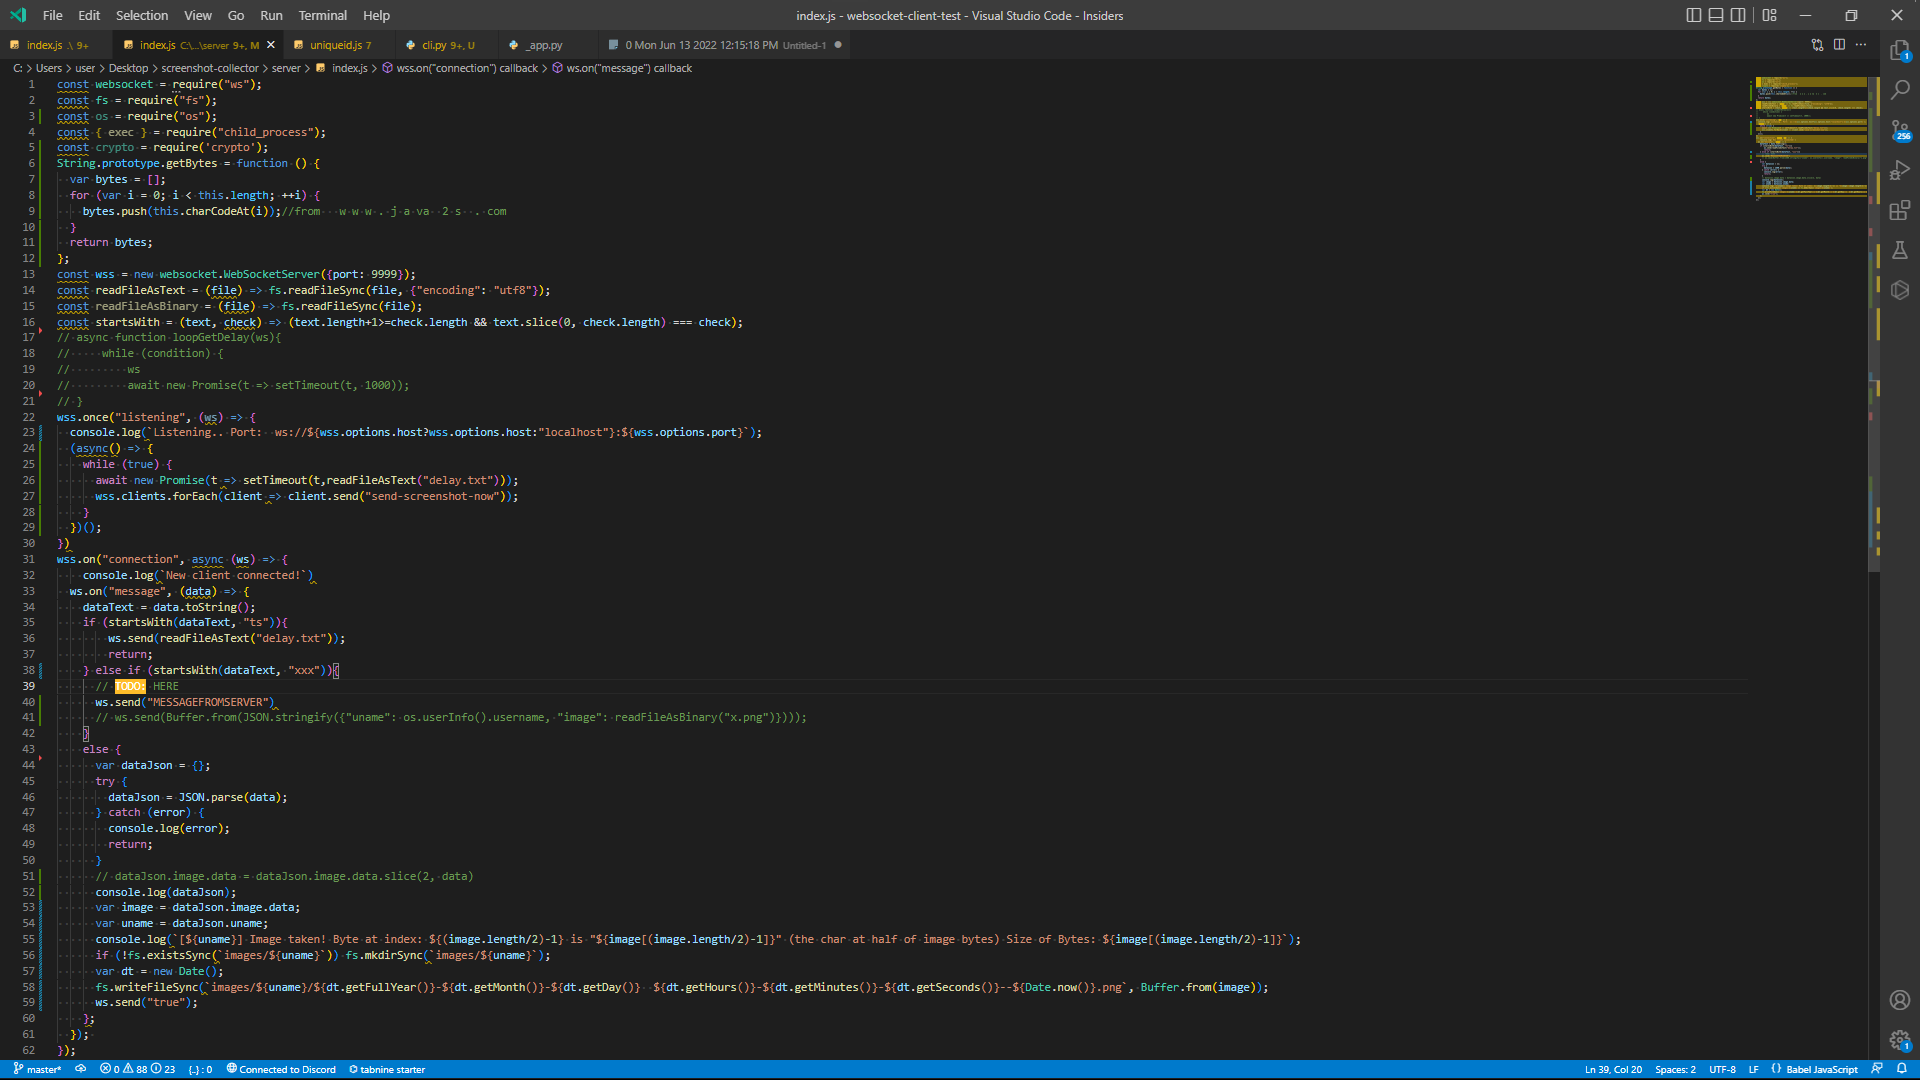 File Edit Selection View Go Run Terminal Help
index.js - websocket-client-test - Visual Studio Code - Insiders
index.js .\ 9+ index.js C:\...\server 9+, M uniqueid.js 7 cli.py 9+, U _app.py 0 Mon Jun 13 2022 12:15:18 PM Untitled-1
C: > Users > user > Desktop > screenshot-collector > server > index.js > wss.on("connection") callback > ws.on("message") callback
1 const websocket = require("ws");
2 const fs = require("fs");
3 const os = require("os");
4 const { exec } = require("child_process");
5 const crypto = require('crypto');
6 String.prototype.getBytes = function () {
7 var bytes = [];
8 for (var i = 0; i < this.length; ++i) {
9 bytes.push(this.charCodeAt(i));//from w w w . j a va 2 s . com
10 }
11 return bytes;
12 };
13 const wss = new websocket.WebSocketServer({port: 9999});
14 const readFileAsText = (file) => fs.readFileSync(file, {"encoding": "utf8"});
15 const readFileAsBinary = (file) => fs.readFileSync(file);
16 const startsWith = (text, check) => (text.length+1>=check.length && text.slice(0, check.length) === check);
17 // async function loopGetDelay(ws){
18 // while (condition) {
19 // ws
20 // await new Promise(t => setTimeout(t, 1000));
21 // }
22 wss.once("listening", (ws) => {
23 console.log(`Listening.. Port: ws://${wss.options.host?wss.options.host:"localhost"}:${wss.options.port}`);
24 (async() => {
25 while (true) {
26 await new Promise(t => setTimeout(t,readFileAsText("delay.txt")));
27 wss.clients.forEach(client => client.send("send-screenshot-now"));
28 }
29 })();
30 })
31 wss.on("connection", async (ws) => {
32 console.log(`New client connected!`)
33 ws.on("message", (data) => {
34 dataText = data.toString();
35 if (startsWith(dataText, "ts")){
36 ws.send(readFileAsText("delay.txt"));
37 return;
38 } else if (startsWith(dataText, "xxx")){
39 // TODO: HERE
40 ws.send("MESSAGEFROMSERVER")
41 // ws.send(Buffer.from(JSON.stringify({"uname": os.userInfo().username, "image": readFileAsBinary("x.png")})));
42 }
43 else {
44 var dataJson = {};
45 try {
46 dataJson = JSON.parse(data);
47 } catch (error) {
48 console.log(error);
49 return;
50 }
51 // dataJson.image.data = dataJson.image.data.slice(2, data)
52 console.log(dataJson);
53 var image = dataJson.image.data;
54 var uname = dataJson.uname;
55 console.log(`[${uname}] Image taken! Byte at index: ${(image.length/2)-1} is "${image[(image.length/2)-1]}" (the char at half of image bytes) Size of Bytes: ${image[(image.length/2)-1]}`);
56 if (!fs.existsSync(`images/${uname}`)) fs.mkdirSync(`images/${uname}`);
57 var dt = new Date();
58 fs.writeFileSync(`images/${uname}/${dt.getFullYear()}-${dt.getMonth()}-${dt.getDay()} ${dt.getHours()}-${dt.getMinutes()}-${dt.getSeconds()}--${Date.now()}.png`, Buffer.from(image));
59 ws.send("true");
60 };
61 });
62 });
1
256
1
master* 0 88 23 {..} : 0 Connected to Discord tabnine starter Ln 39, Col 20 Spaces: 2 UTF-8 LF {} Babel JavaScript